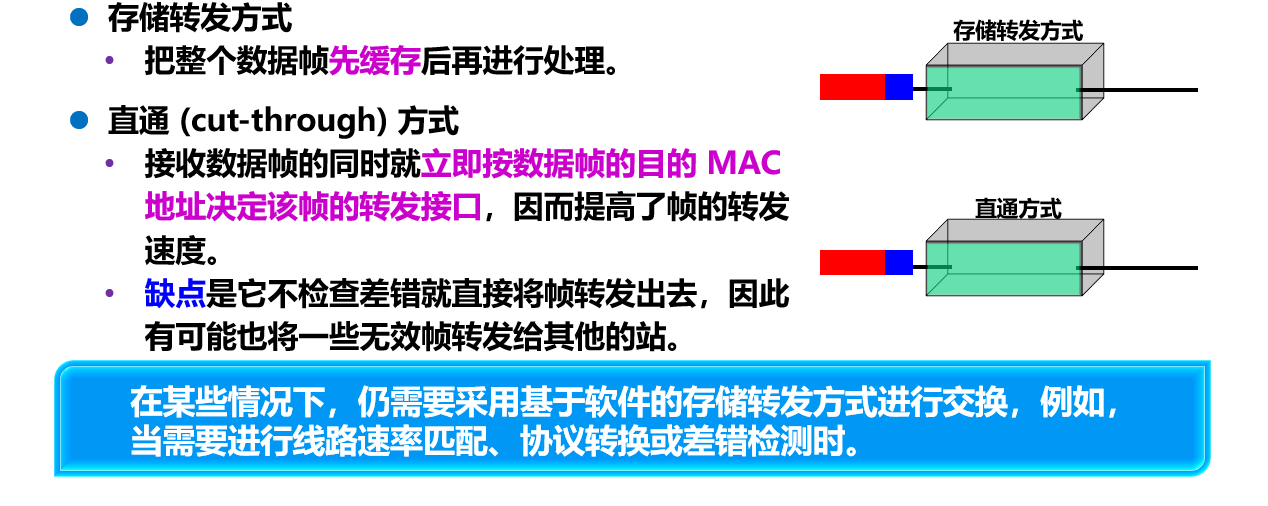 存储转发方式
把整个数据帧先缓存后再进行处理。
直通 (cut-through) 方式
接收数据帧的同时就立即按数据帧的目的 MAC
地址决定该帧的转发接口，因而提高了帧的转发
速度。
缺点是它不检查差错就直接将帧转发出去，因此
有可能也将一些无效帧转发给其他的站。
存储转发方式
直通方式
在某些情况下，仍需要采用基于软件的存储转发方式进行交换，例如，
当需要进行线路速率匹配、协议转换或差错检测时。